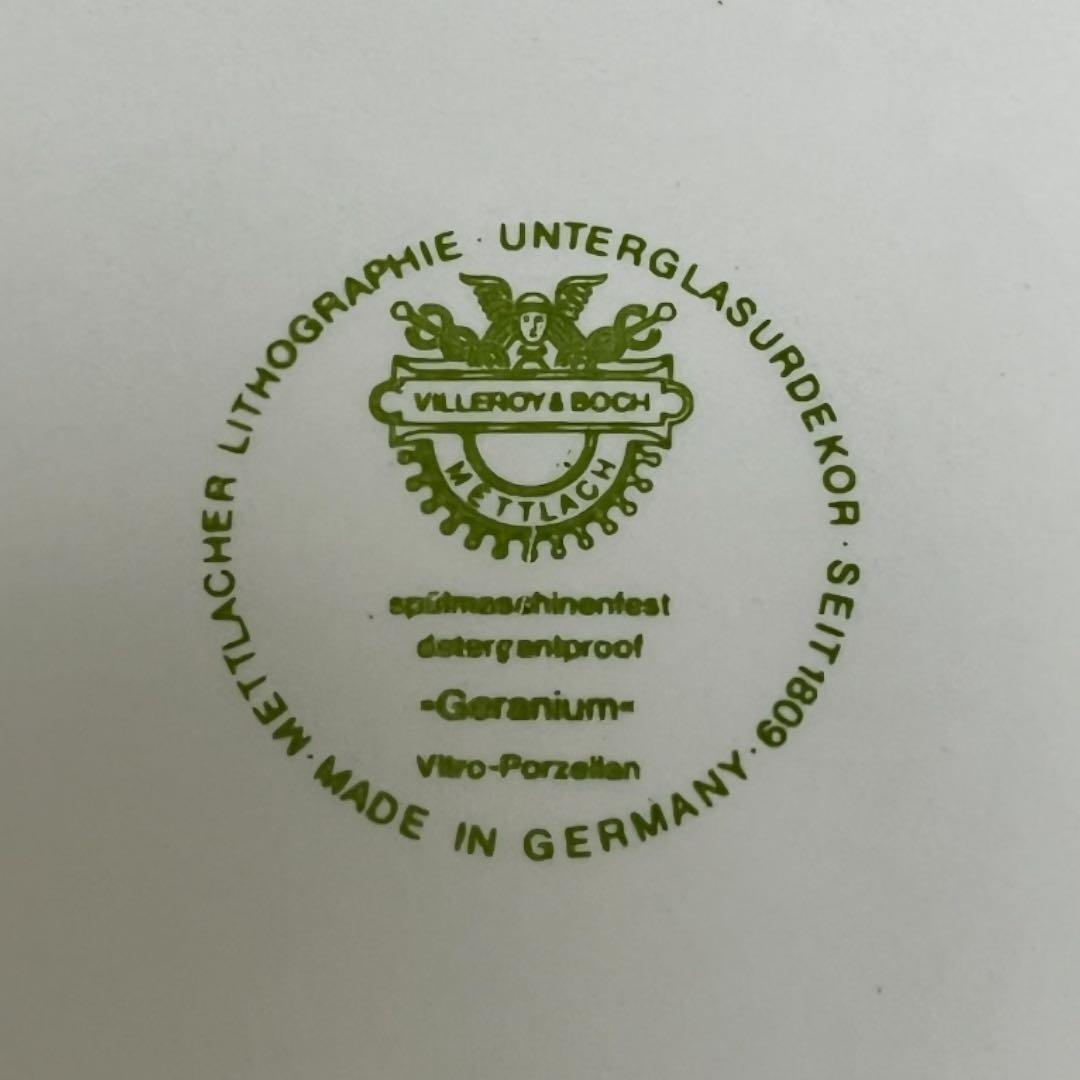 METTLACHER LITHOGRAPHIE · UNTERGLASURDEKOR · SEIT 1809 · MADE IN GERMANY ·
VILLEROY & BOCH
METTLACH
spülmaschinenfest
detergentproof
»Geranium«
Vitro-Porzellan